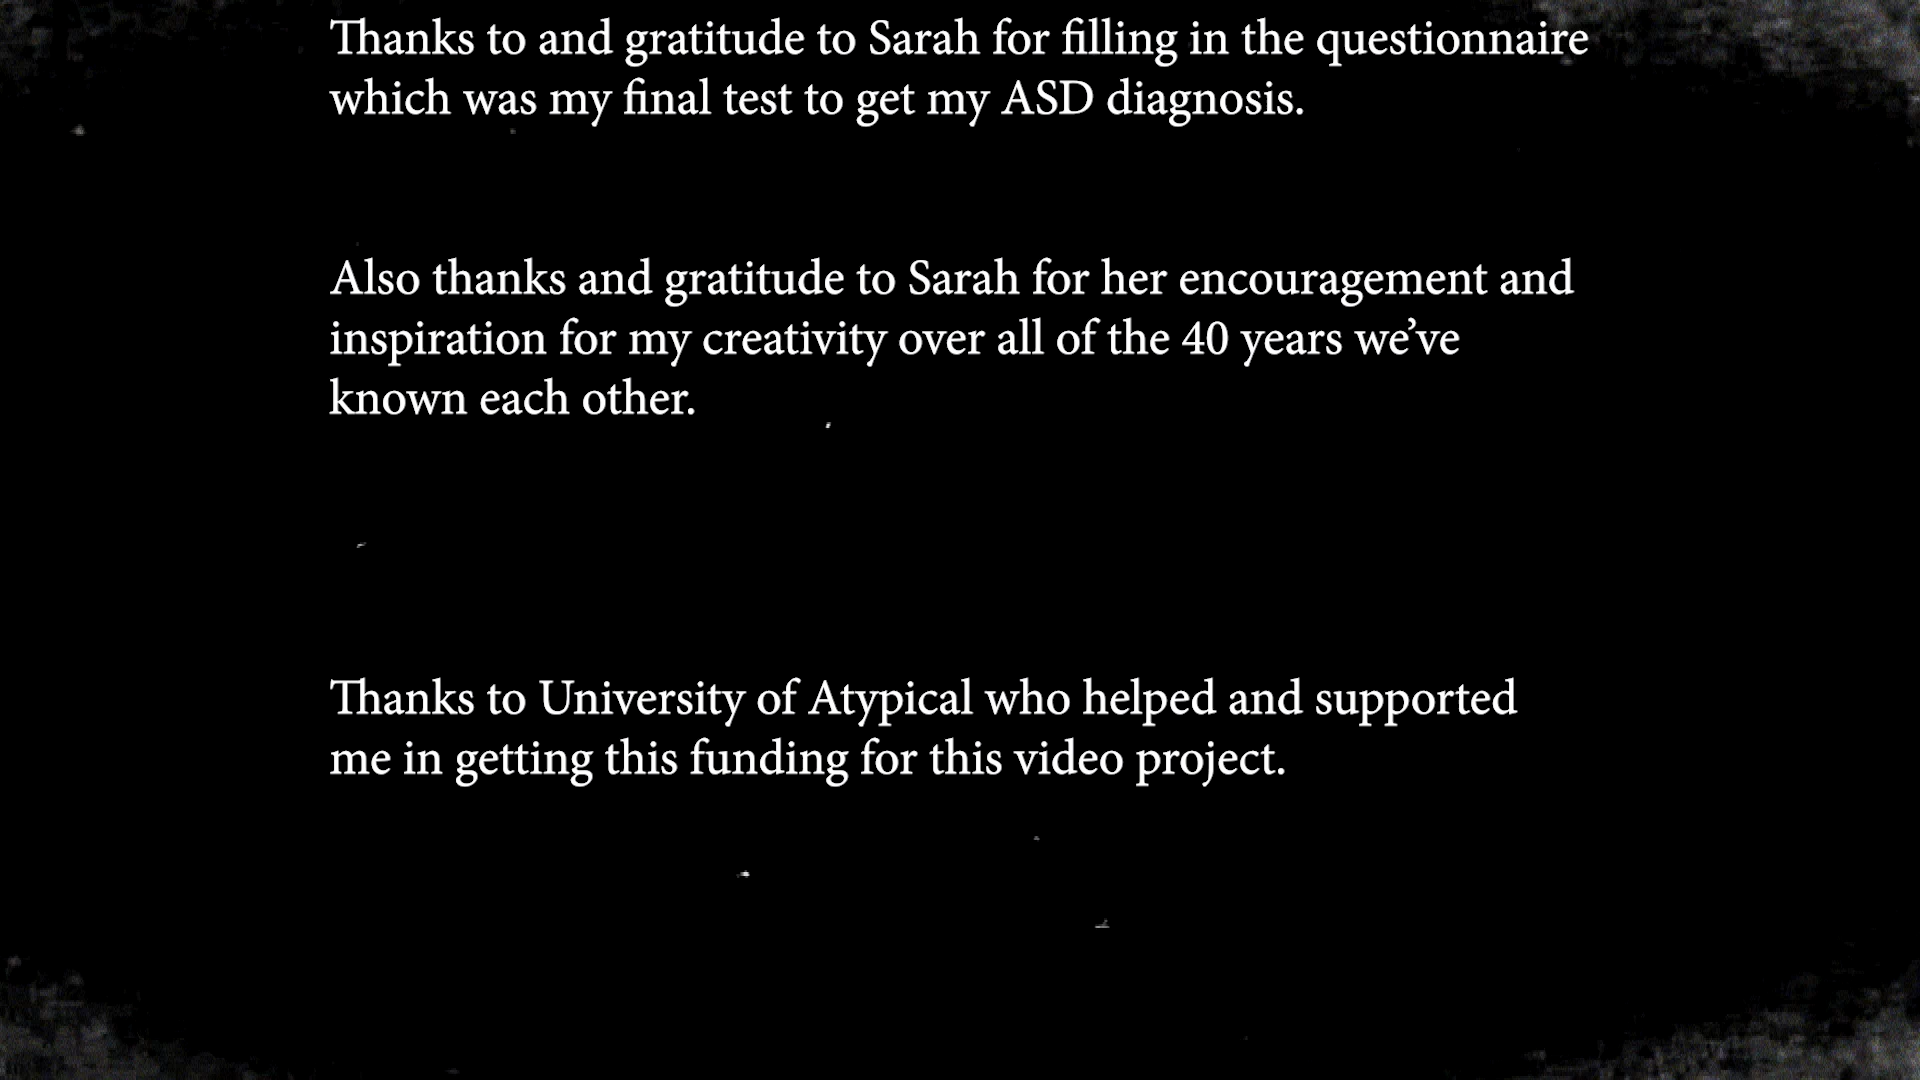 Thanks to and gratitude to Sarah for filling in the questionnaire
which was my final test to get my ASD diagnosis.
Also thanks and gratitude to Sarah for her encouragement and
inspiration for my creativity over all of the 40 years we’ve
known each other.
Thanks to University of Atypical who helped and supported
me in getting this funding for this video project.